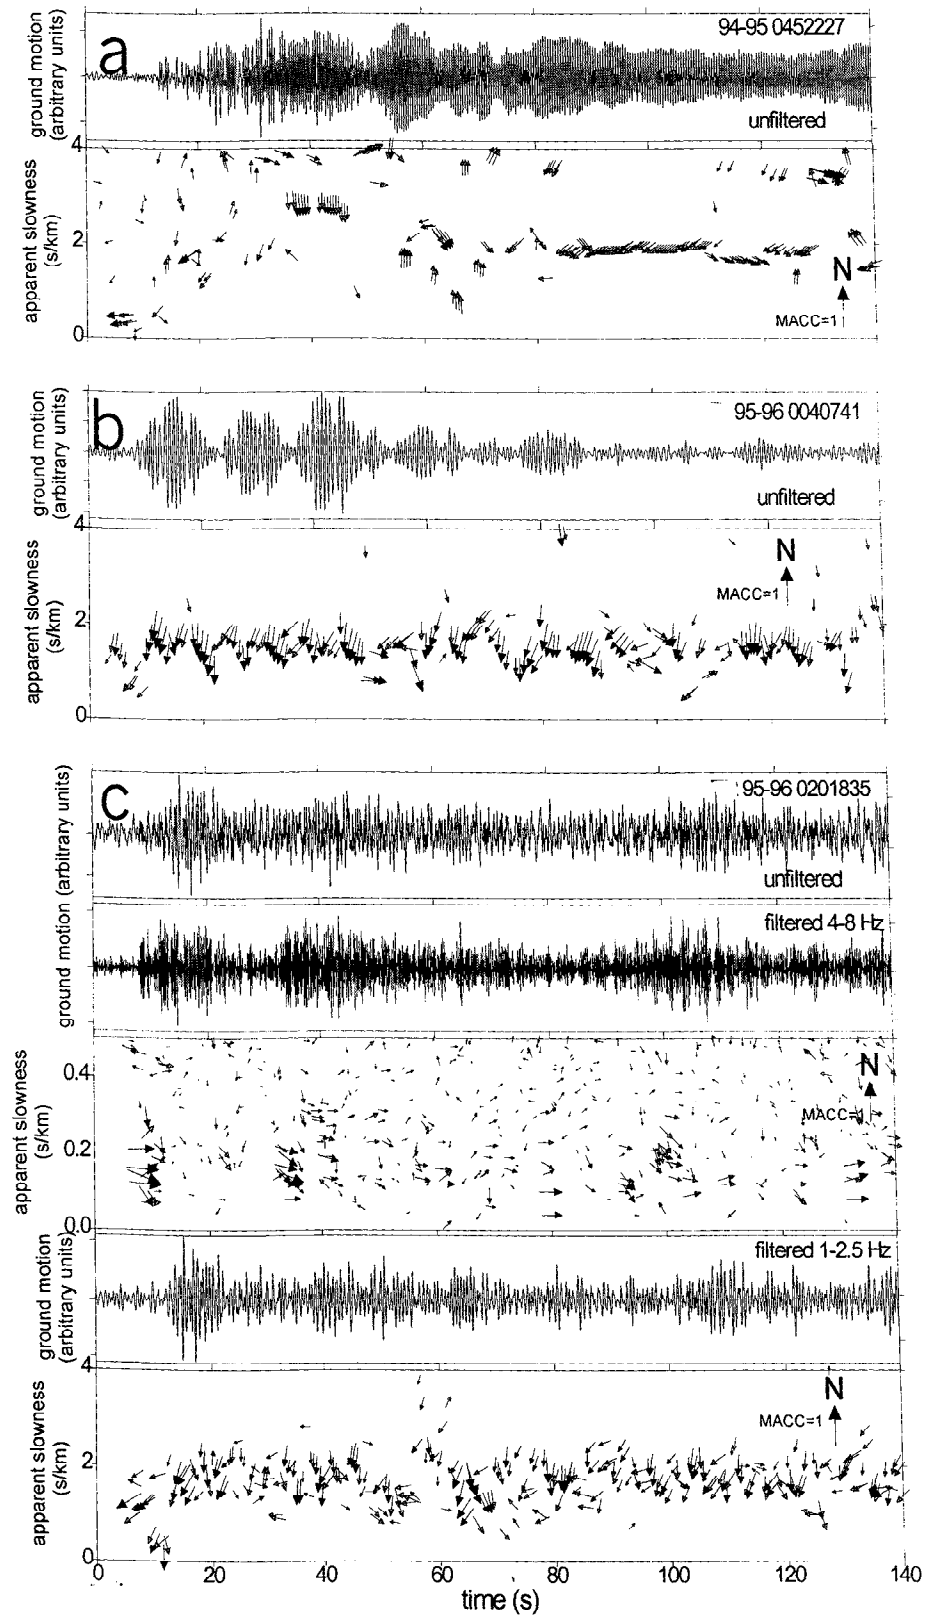 a
94-95 0452227
ground motion
(arbitrary units)
unfiltered
4
apparent slowness
(s/km)
2
N
MACC=1
0
b
95-96 0040741
ground motion
(arbitrary units)
unfiltered
4
apparent slowness
(s/km)
N
MACC=1
2
0
c
95-96 0201835
ground motion (arbitrary units)
unfiltered
filtered 4-8 Hz
apparent slowness
(s/km)
0.4
N
MACC=1
0.2
0.0
filtered 1-2.5 Hz
ground motion
(arbitrary units)
4
apparent slowness
(s/km)
N
MACC=1
2
0
0 20 40 60 80 100 120 140
time (s)